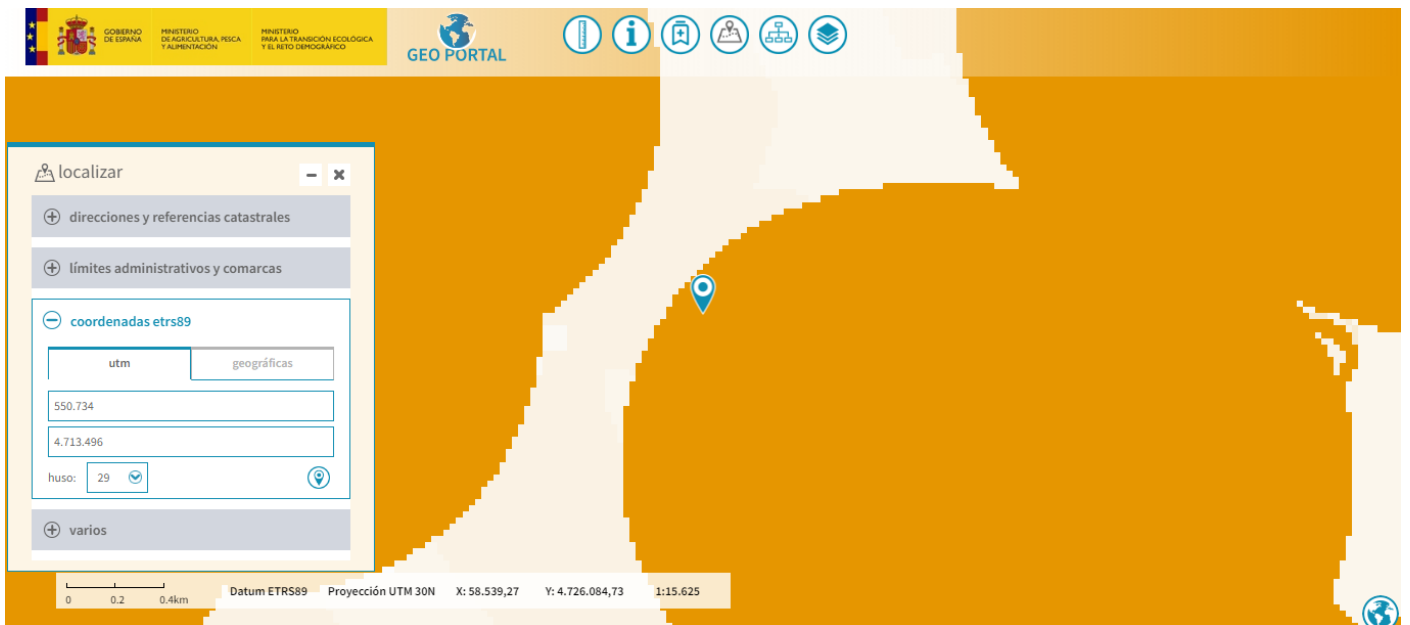 GOBIERNO
DE ESPAÑA
MINISTERIO
DE AGRICULTURA, PESCA
Y ALIMENTACIÓN
MINISTERIO
PARA LA TRANSICIÓN ECOLÓGICA
Y EL RETO DEMOGRÁFICO
GEO PORTAL
localizar
direcciones y referencias catastrales
límites administrativos y comarcas
coordenadas etrs89
utm geográficas
550.734
4.713.496
huso: 29
varios
0 0.2 0.4km
Datum ETRS89 Proyección UTM 30N X: 58.539,27 Y: 4.726.084,73 1:15.625